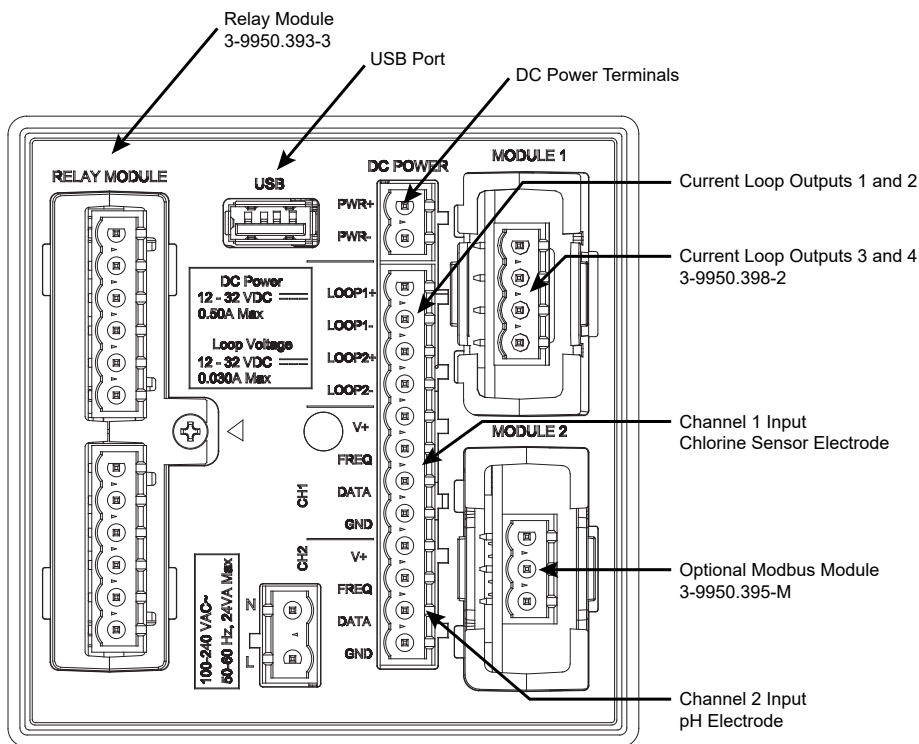 Relay Module
3-9950.393-3
USB Port
DC Power Terminals
RELAY MODULE
USB
DC POWER
MODULE 1
PWR+
PWR-
Current Loop Outputs 1 and 2
Current Loop Outputs 3 and 4
3-9950.398-2
DC Power
12 - 32 VDC
0.50A Max
Loop Voltage
12 - 32 VDC
0.030A Max
LOOP1+
LOOP1-
LOOP2+
LOOP2-
V+
FREQ
DATA
GND
CH1
Channel 1 Input
Chlorine Sensor Electrode
MODULE 2
CH2
V+
FREQ
DATA
GND
100-240 VAC~
50-60 Hz, 24VA Max
N
L
Optional Modbus Module
3-9950.395-M
Channel 2 Input
pH Electrode